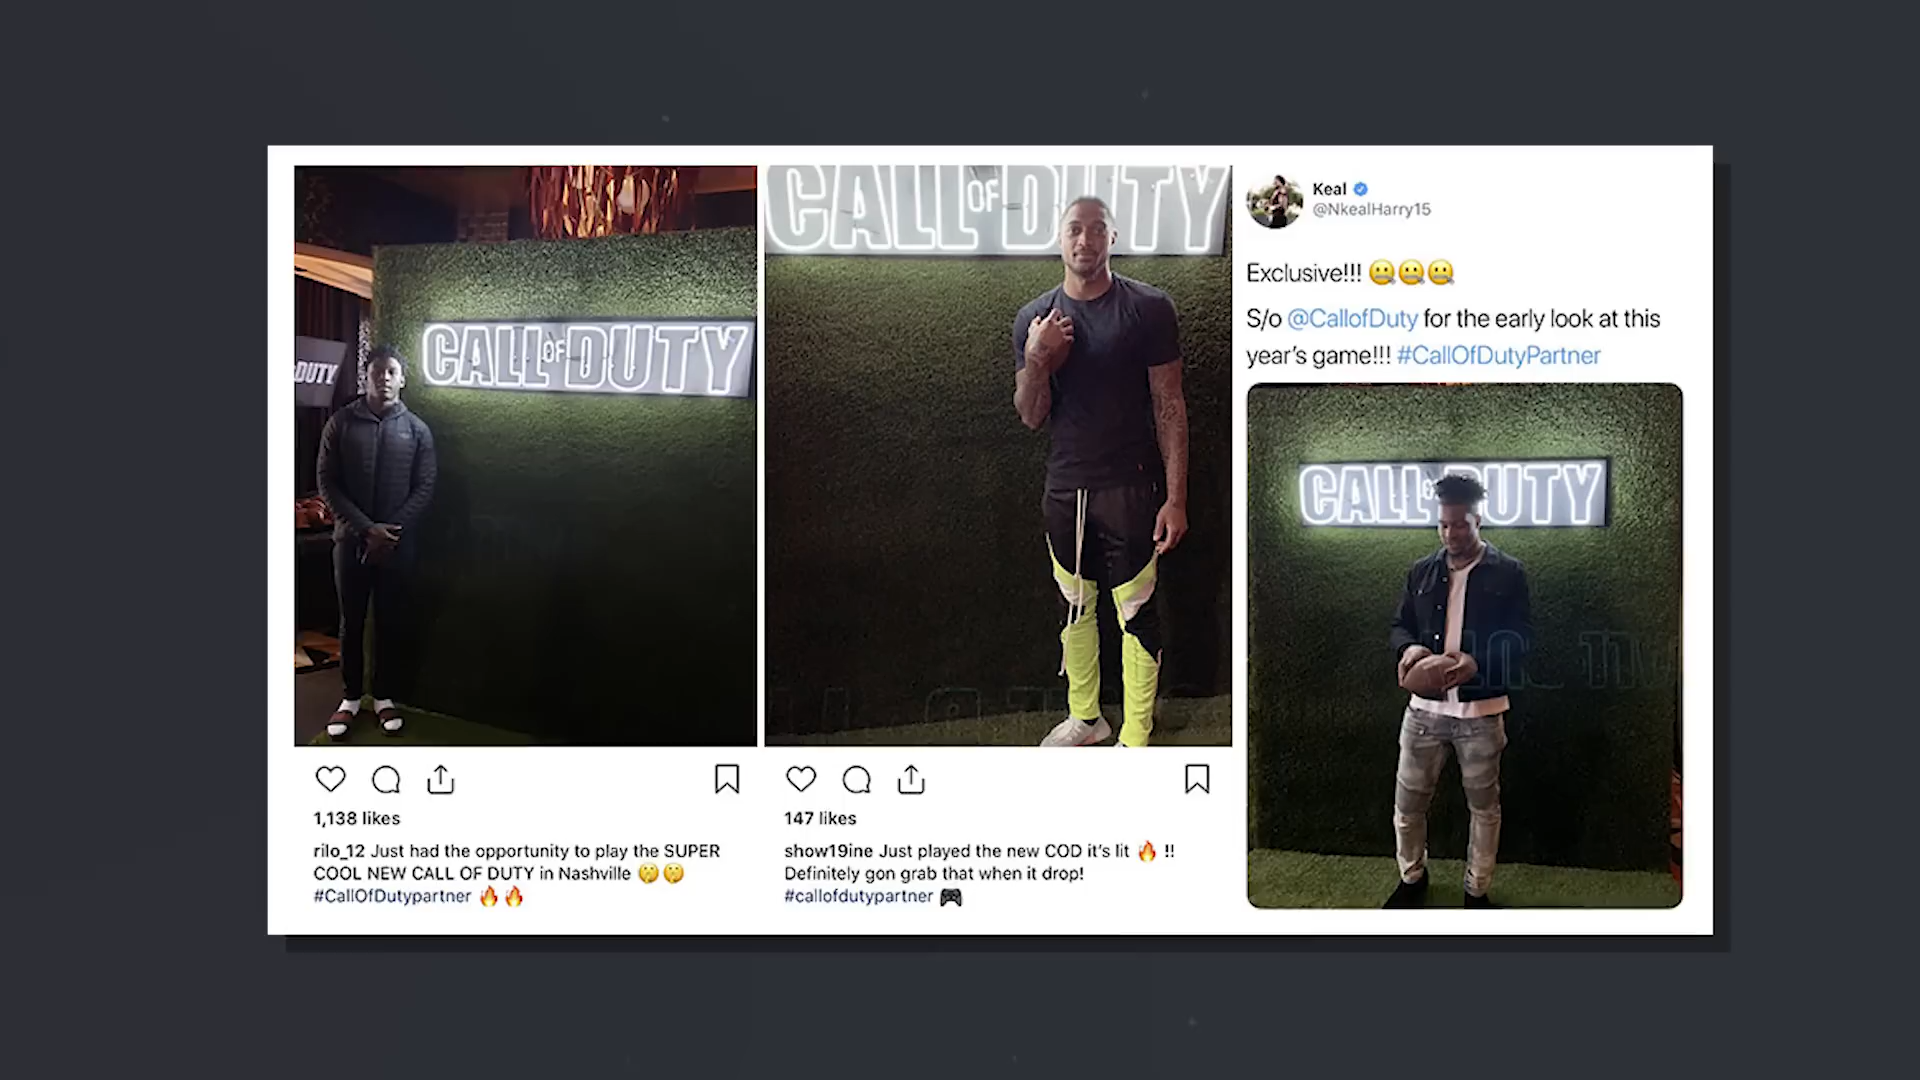 DUTY
CALL OF DUTY
1,138 likes
rilo_12 Just had the opportunity to play the SUPER
COOL NEW CALL OF DUTY in Nashville 🤫🤫
#CallOfDutypartner 🔥🔥
CALL OF DUTY
147 likes
show19ine Just played the new COD it's lit 🔥 !!
Definitely gon grab that when it drop!
#callofdutypartner 🎮
Keal
@NkealHarry15
Exclusive!!! 🤐🤐🤐
S/o @CallofDuty for the early look at this
year's game!!! #CallOfDutyPartner
CALL DUTY